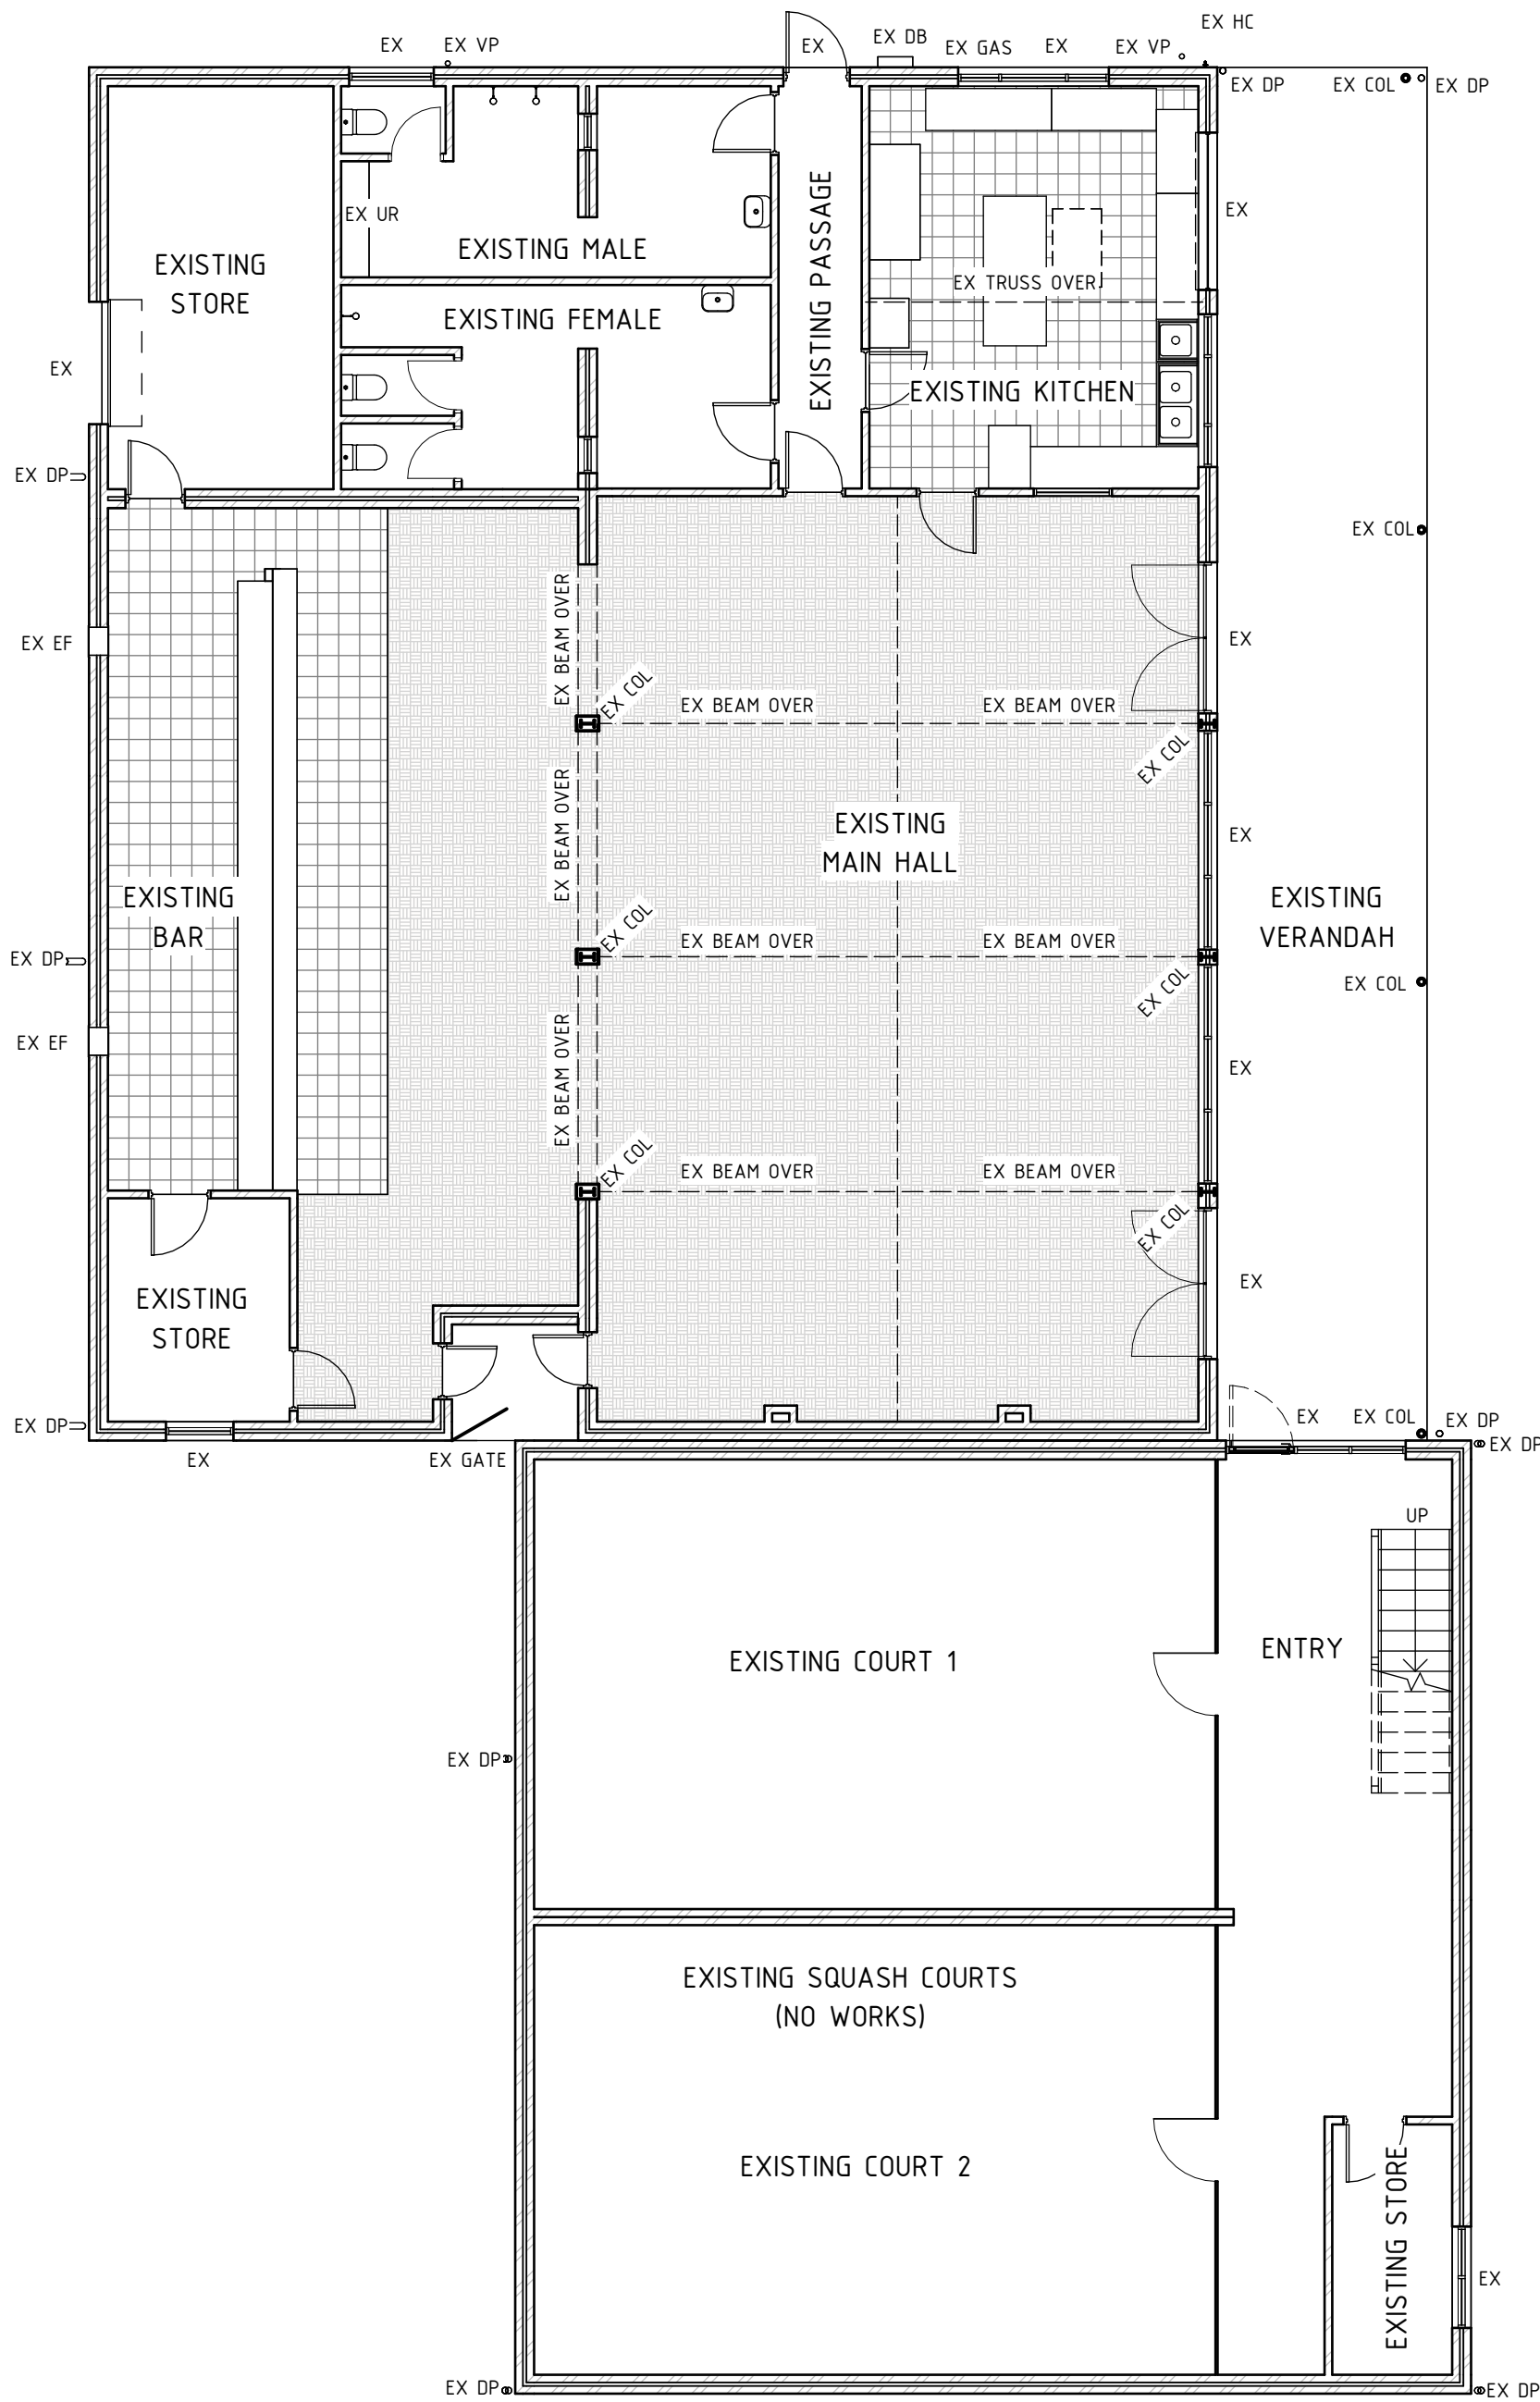 EX HC
EX
EX VP
EX
EX DB
EX GAS
EX
EX VP
EX DP
EX COL
EX DP
EX UR
EXISTING MALE
EXISTING PASSAGE
EX
EXISTING
STORE
EX TRUSS OVER
EXISTING FEMALE
EX
EXISTING KITCHEN
EX DP
EX COL
EX BEAM OVER
EX EF
EX
EX COL
EX BEAM OVER
EX BEAM OVER
EX COL
EX BEAM OVER
EXISTING
MAIN HALL
EX
EXISTING
BAR
EXISTING
VERANDAH
EX COL
EX BEAM OVER
EX BEAM OVER
EX DP
EX COL
EX COL
EX EF
EX BEAM OVER
EX
EX COL
EX BEAM OVER
EX BEAM OVER
EX COL
EX
EXISTING
STORE
EX DP
EX
EX COL
EX DP
EX DP
EX
EX GATE
UP
EXISTING COURT 1
ENTRY
EX DP
EXISTING SQUASH COURTS
(NO WORKS)
EXISTING COURT 2
EXISTING STORE
EX
EX DP
EX DP